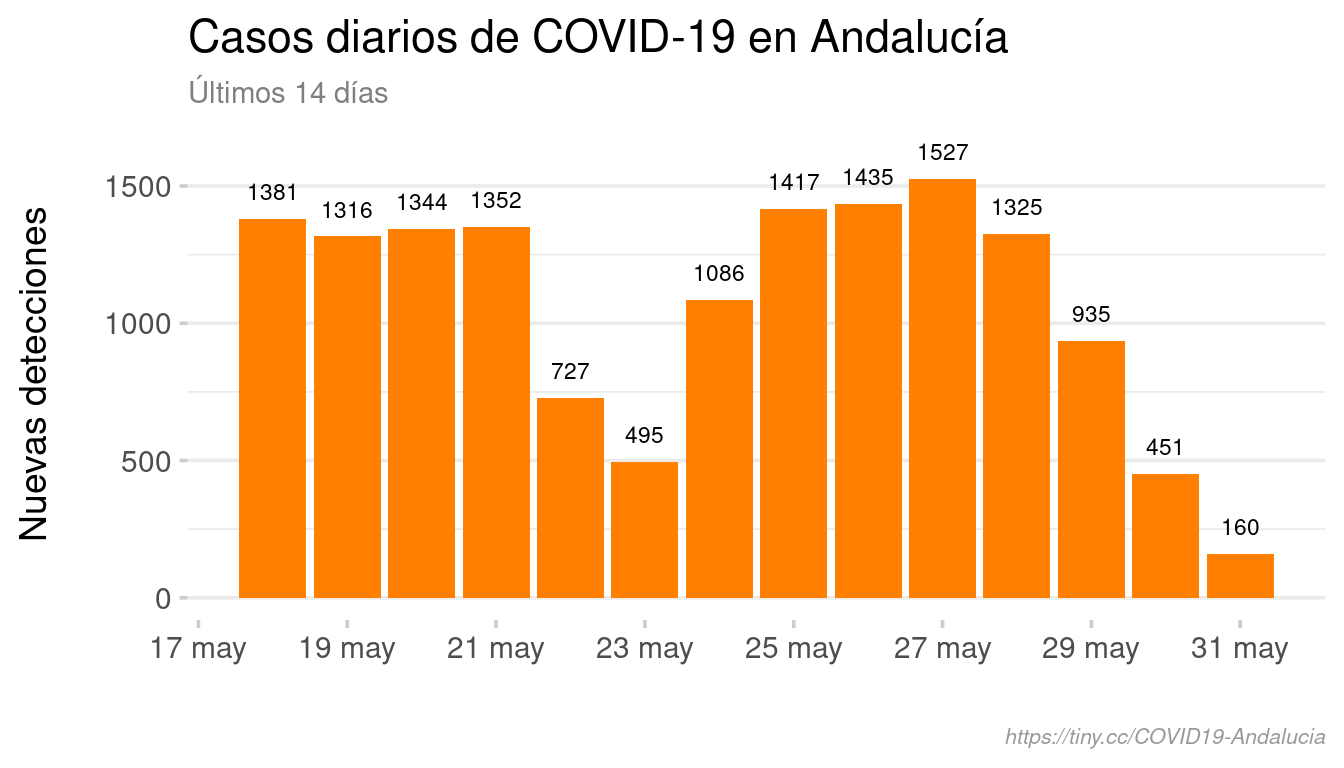 Casos diarios de COVID-19 en Andalucía
Últimos 14 días
Nuevas detecciones
1500
1000
500
0
1381
1316
1344
1352
727
495
1086
1417
1435
1527
1325
935
451
160
17 may
19 may
21 may
23 may
25 may
27 may
29 may
31 may
https://tiny.cc/COVID19-Andalucia